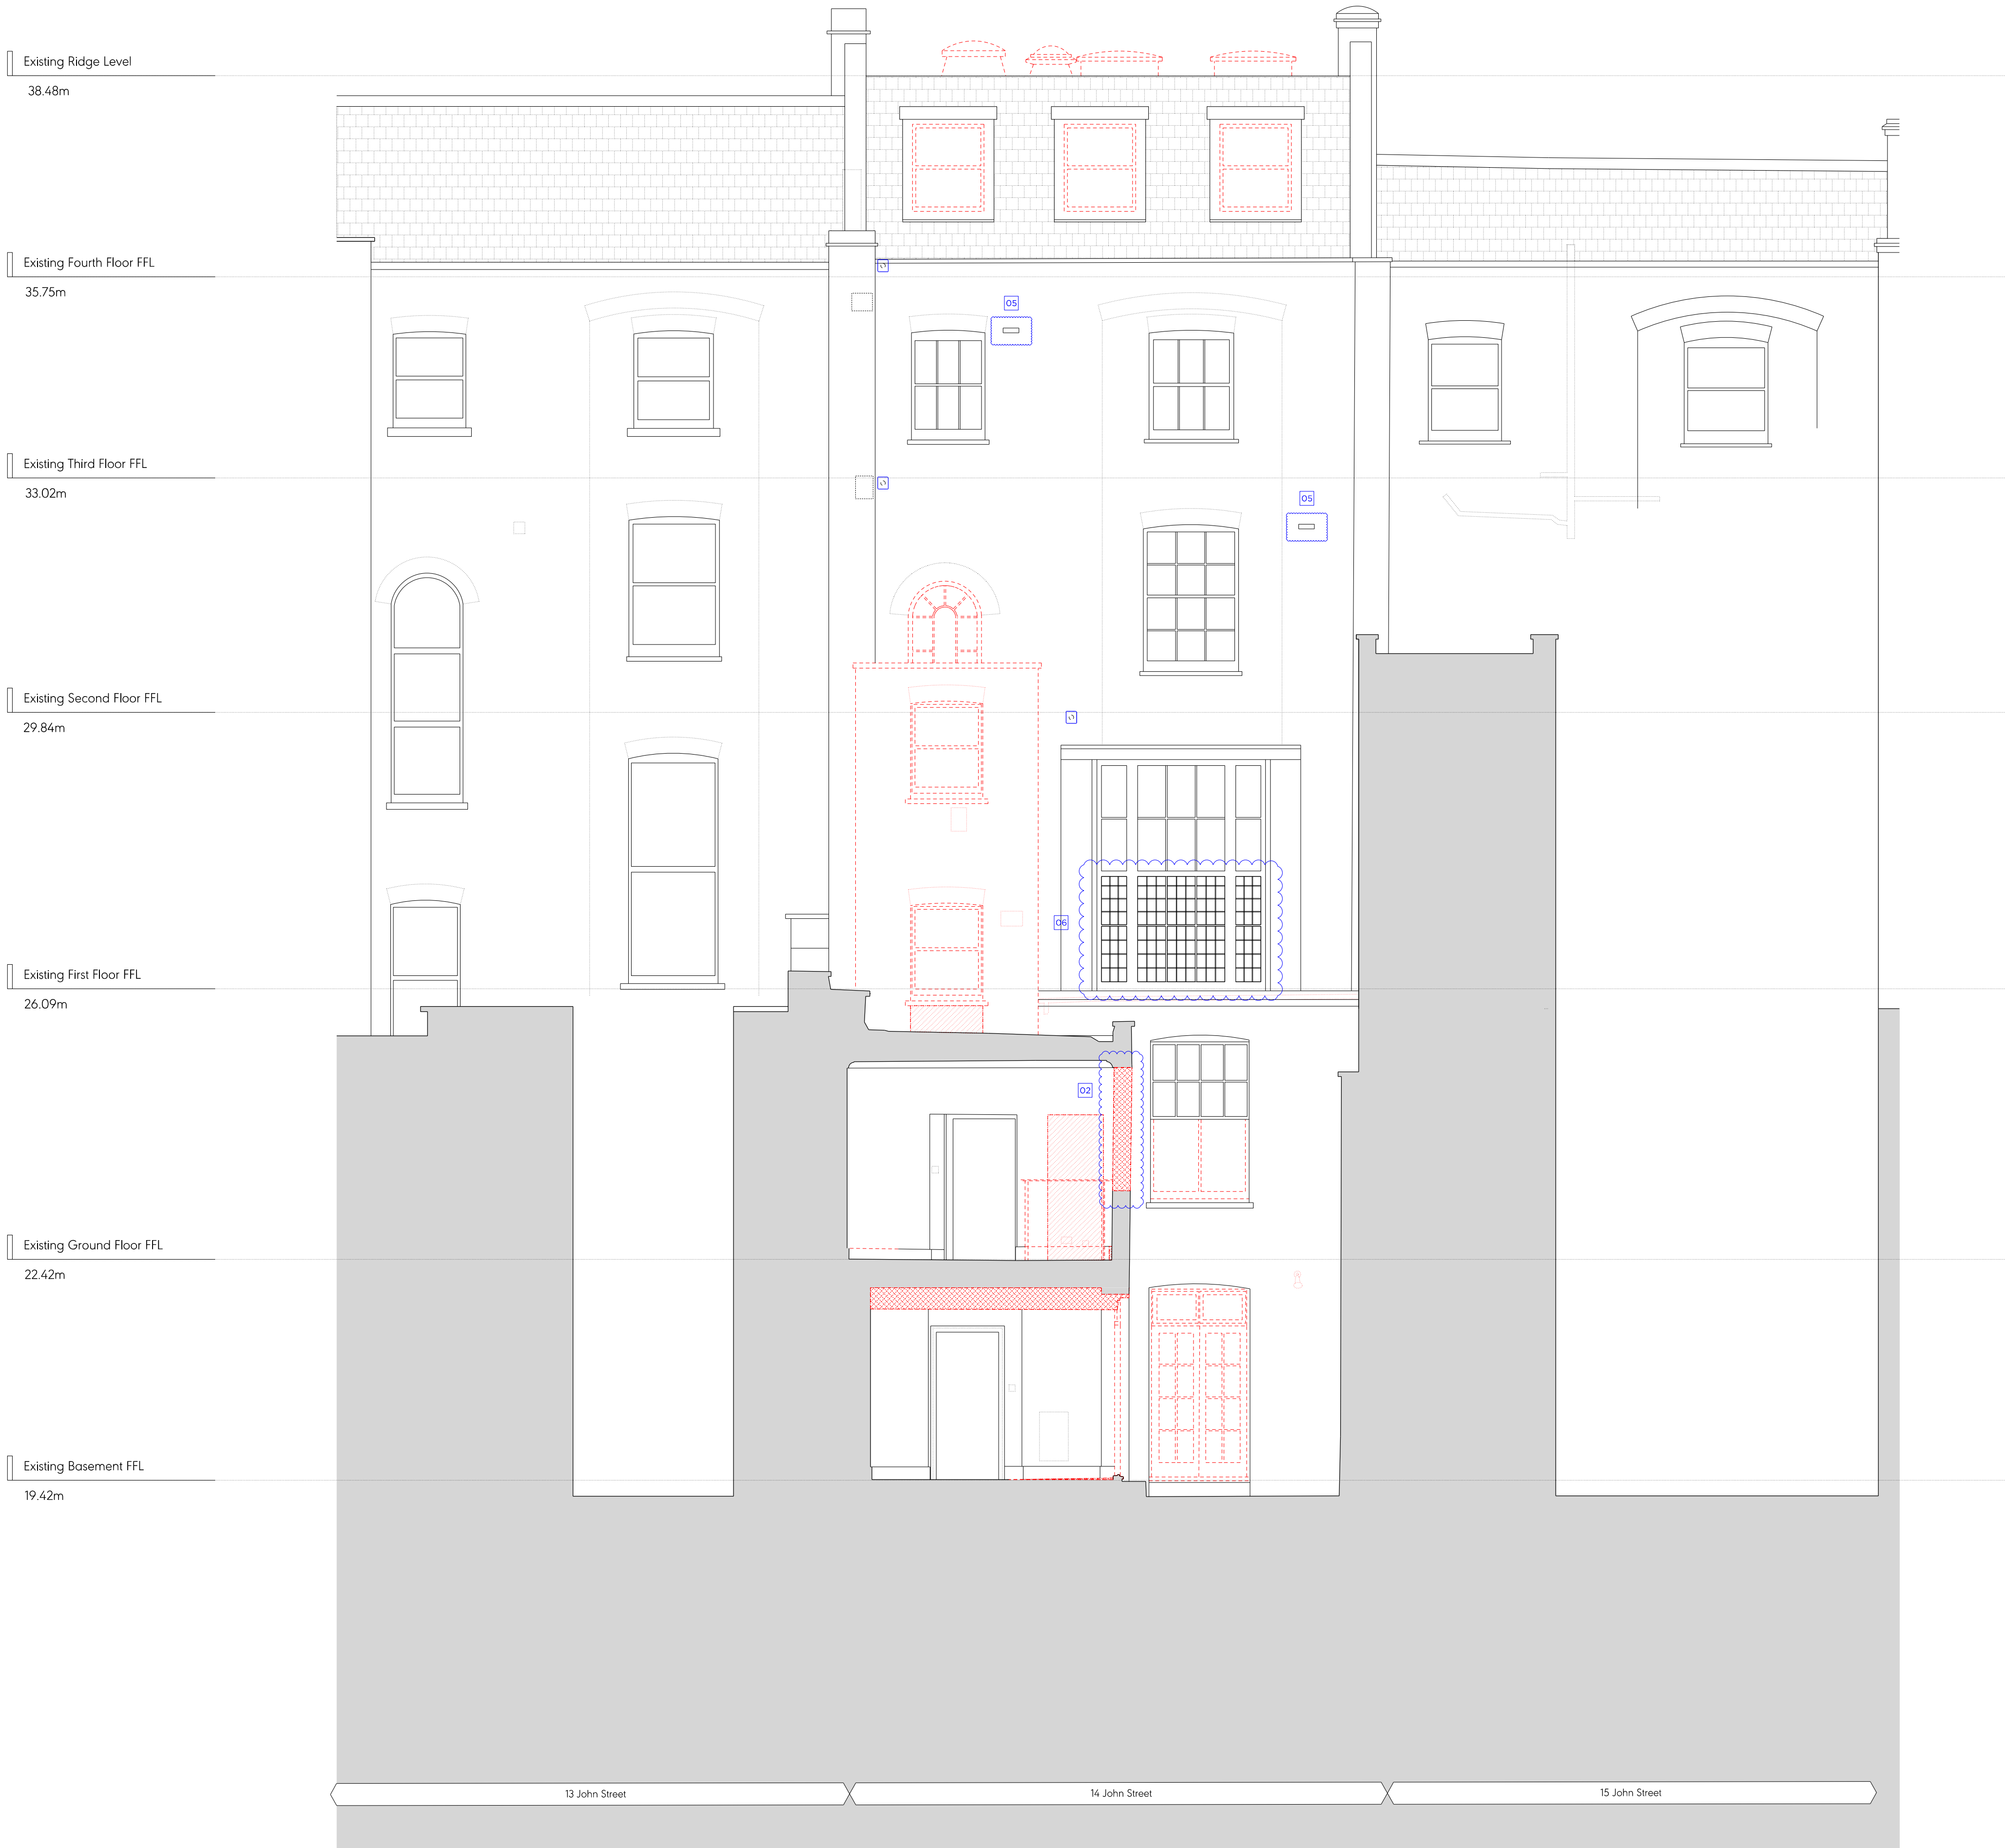 Existing Ridge Level
38.48m
Existing Fourth Floor FFL
35.75m
05
Existing Third Floor FFL
33.02m
05
Existing Second Floor FFL
29.84m
06
Existing First Floor FFL
26.09m
02
Existing Ground Floor FFL
22.42m
Existing Basement FFL
19.42m
13 John Street
14 John Street
15 John Street